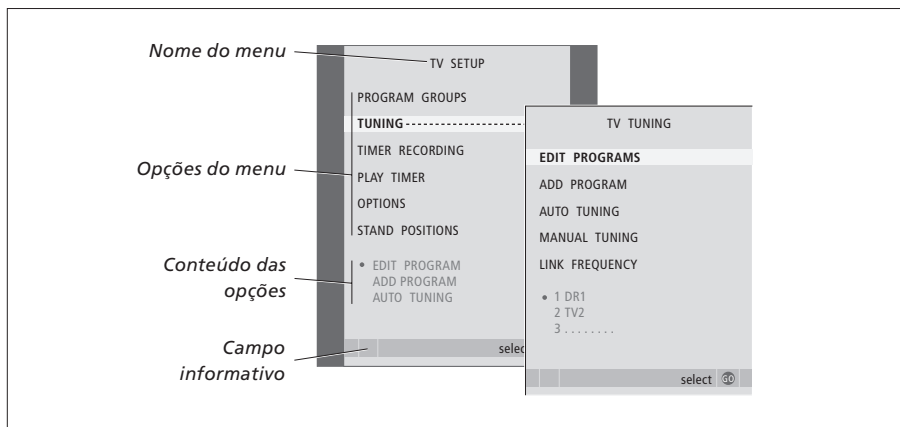 Nome do menu
TV SETUP
PROGRAM GROUPS
TUNING
TIMER RECORDING
Opções do menu
PLAY TIMER
OPTIONS
STAND POSITIONS
Conteúdo das
opções
• EDIT PROGRAM
ADD PROGRAM
AUTO TUNING
Campo
informativo
selec
TV TUNING
EDIT PROGRAMS
ADD PROGRAM
AUTO TUNING
MANUAL TUNING
LINK FREQUENCY
• 1 DR1
2 TV2
3 . . . . . . . .
select GO